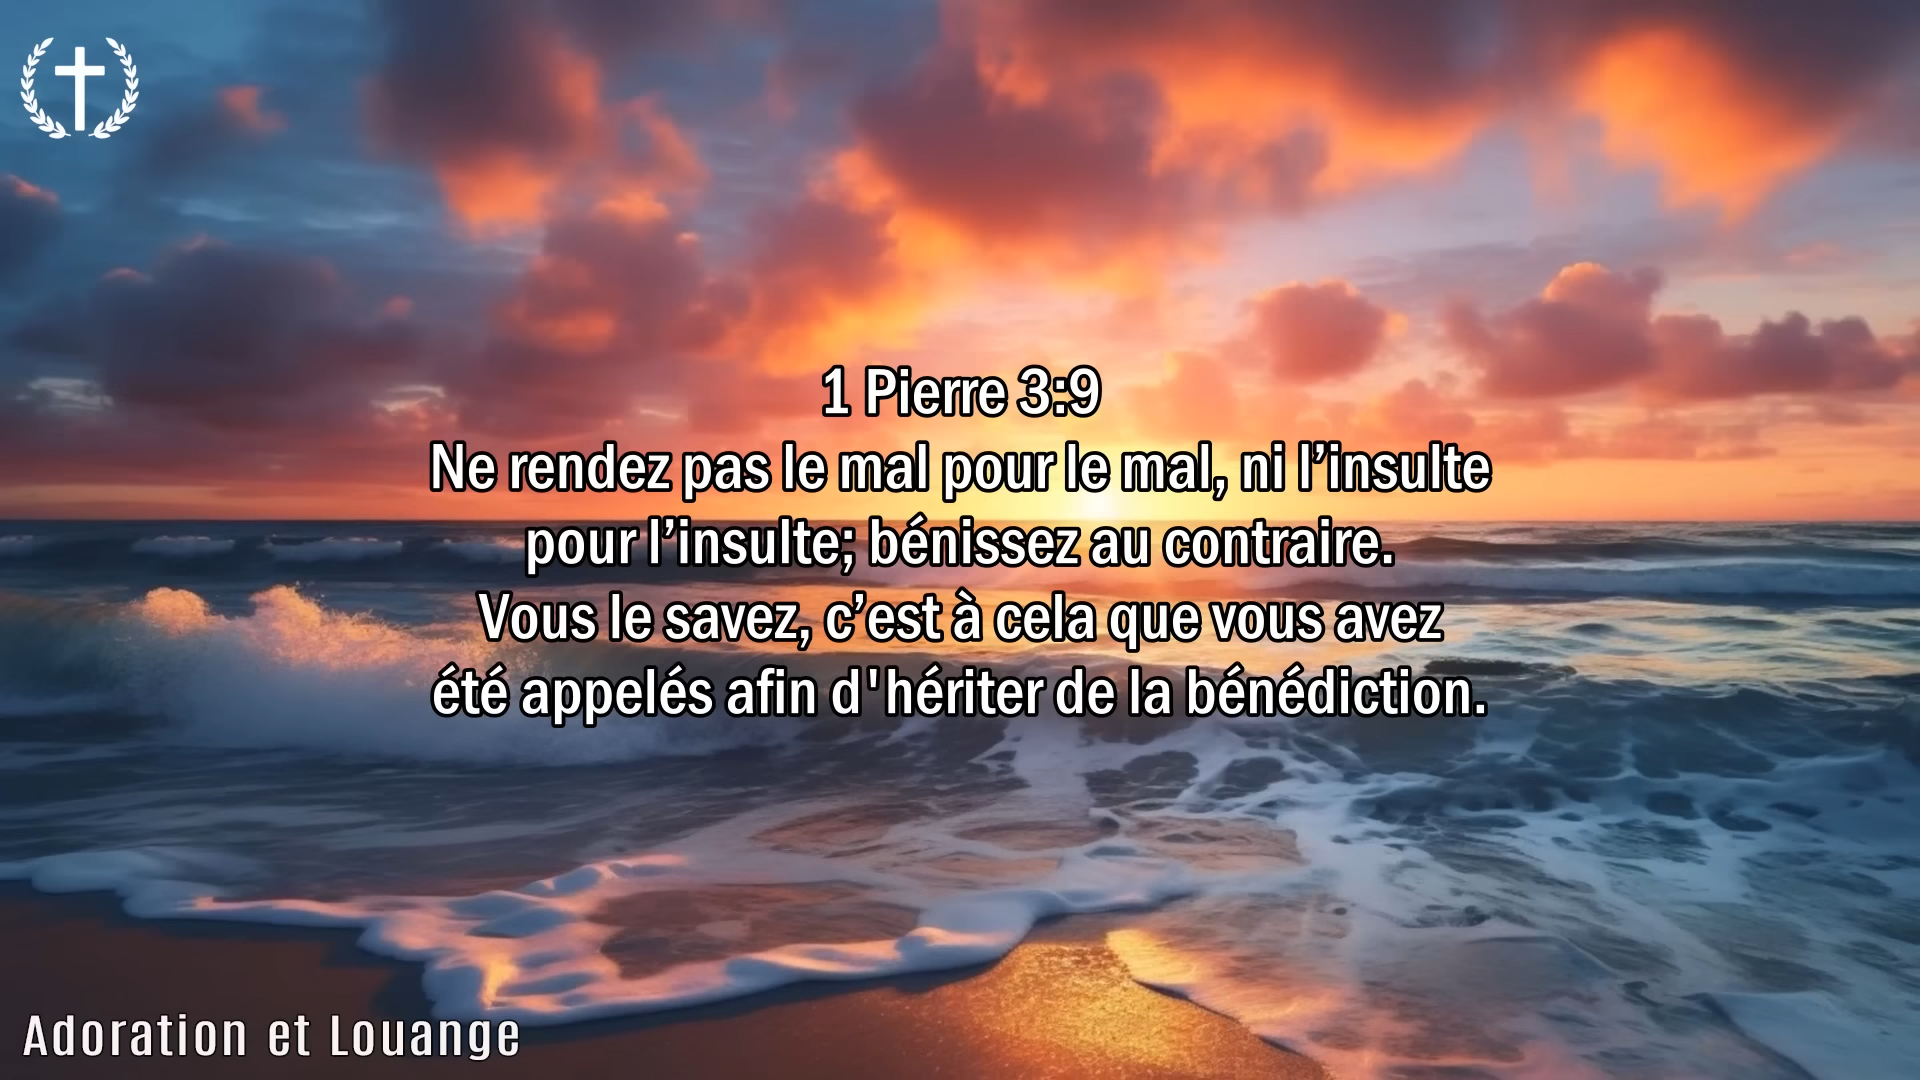 1 Pierre 3:9
Ne rendez pas le mal pour le mal, ni l’insulte
pour l’insulte; bénissez au contraire.
Vous le savez, c’est à cela que vous avez
été appelés afin d'hériter de la bénédiction.
Adoration et Louange